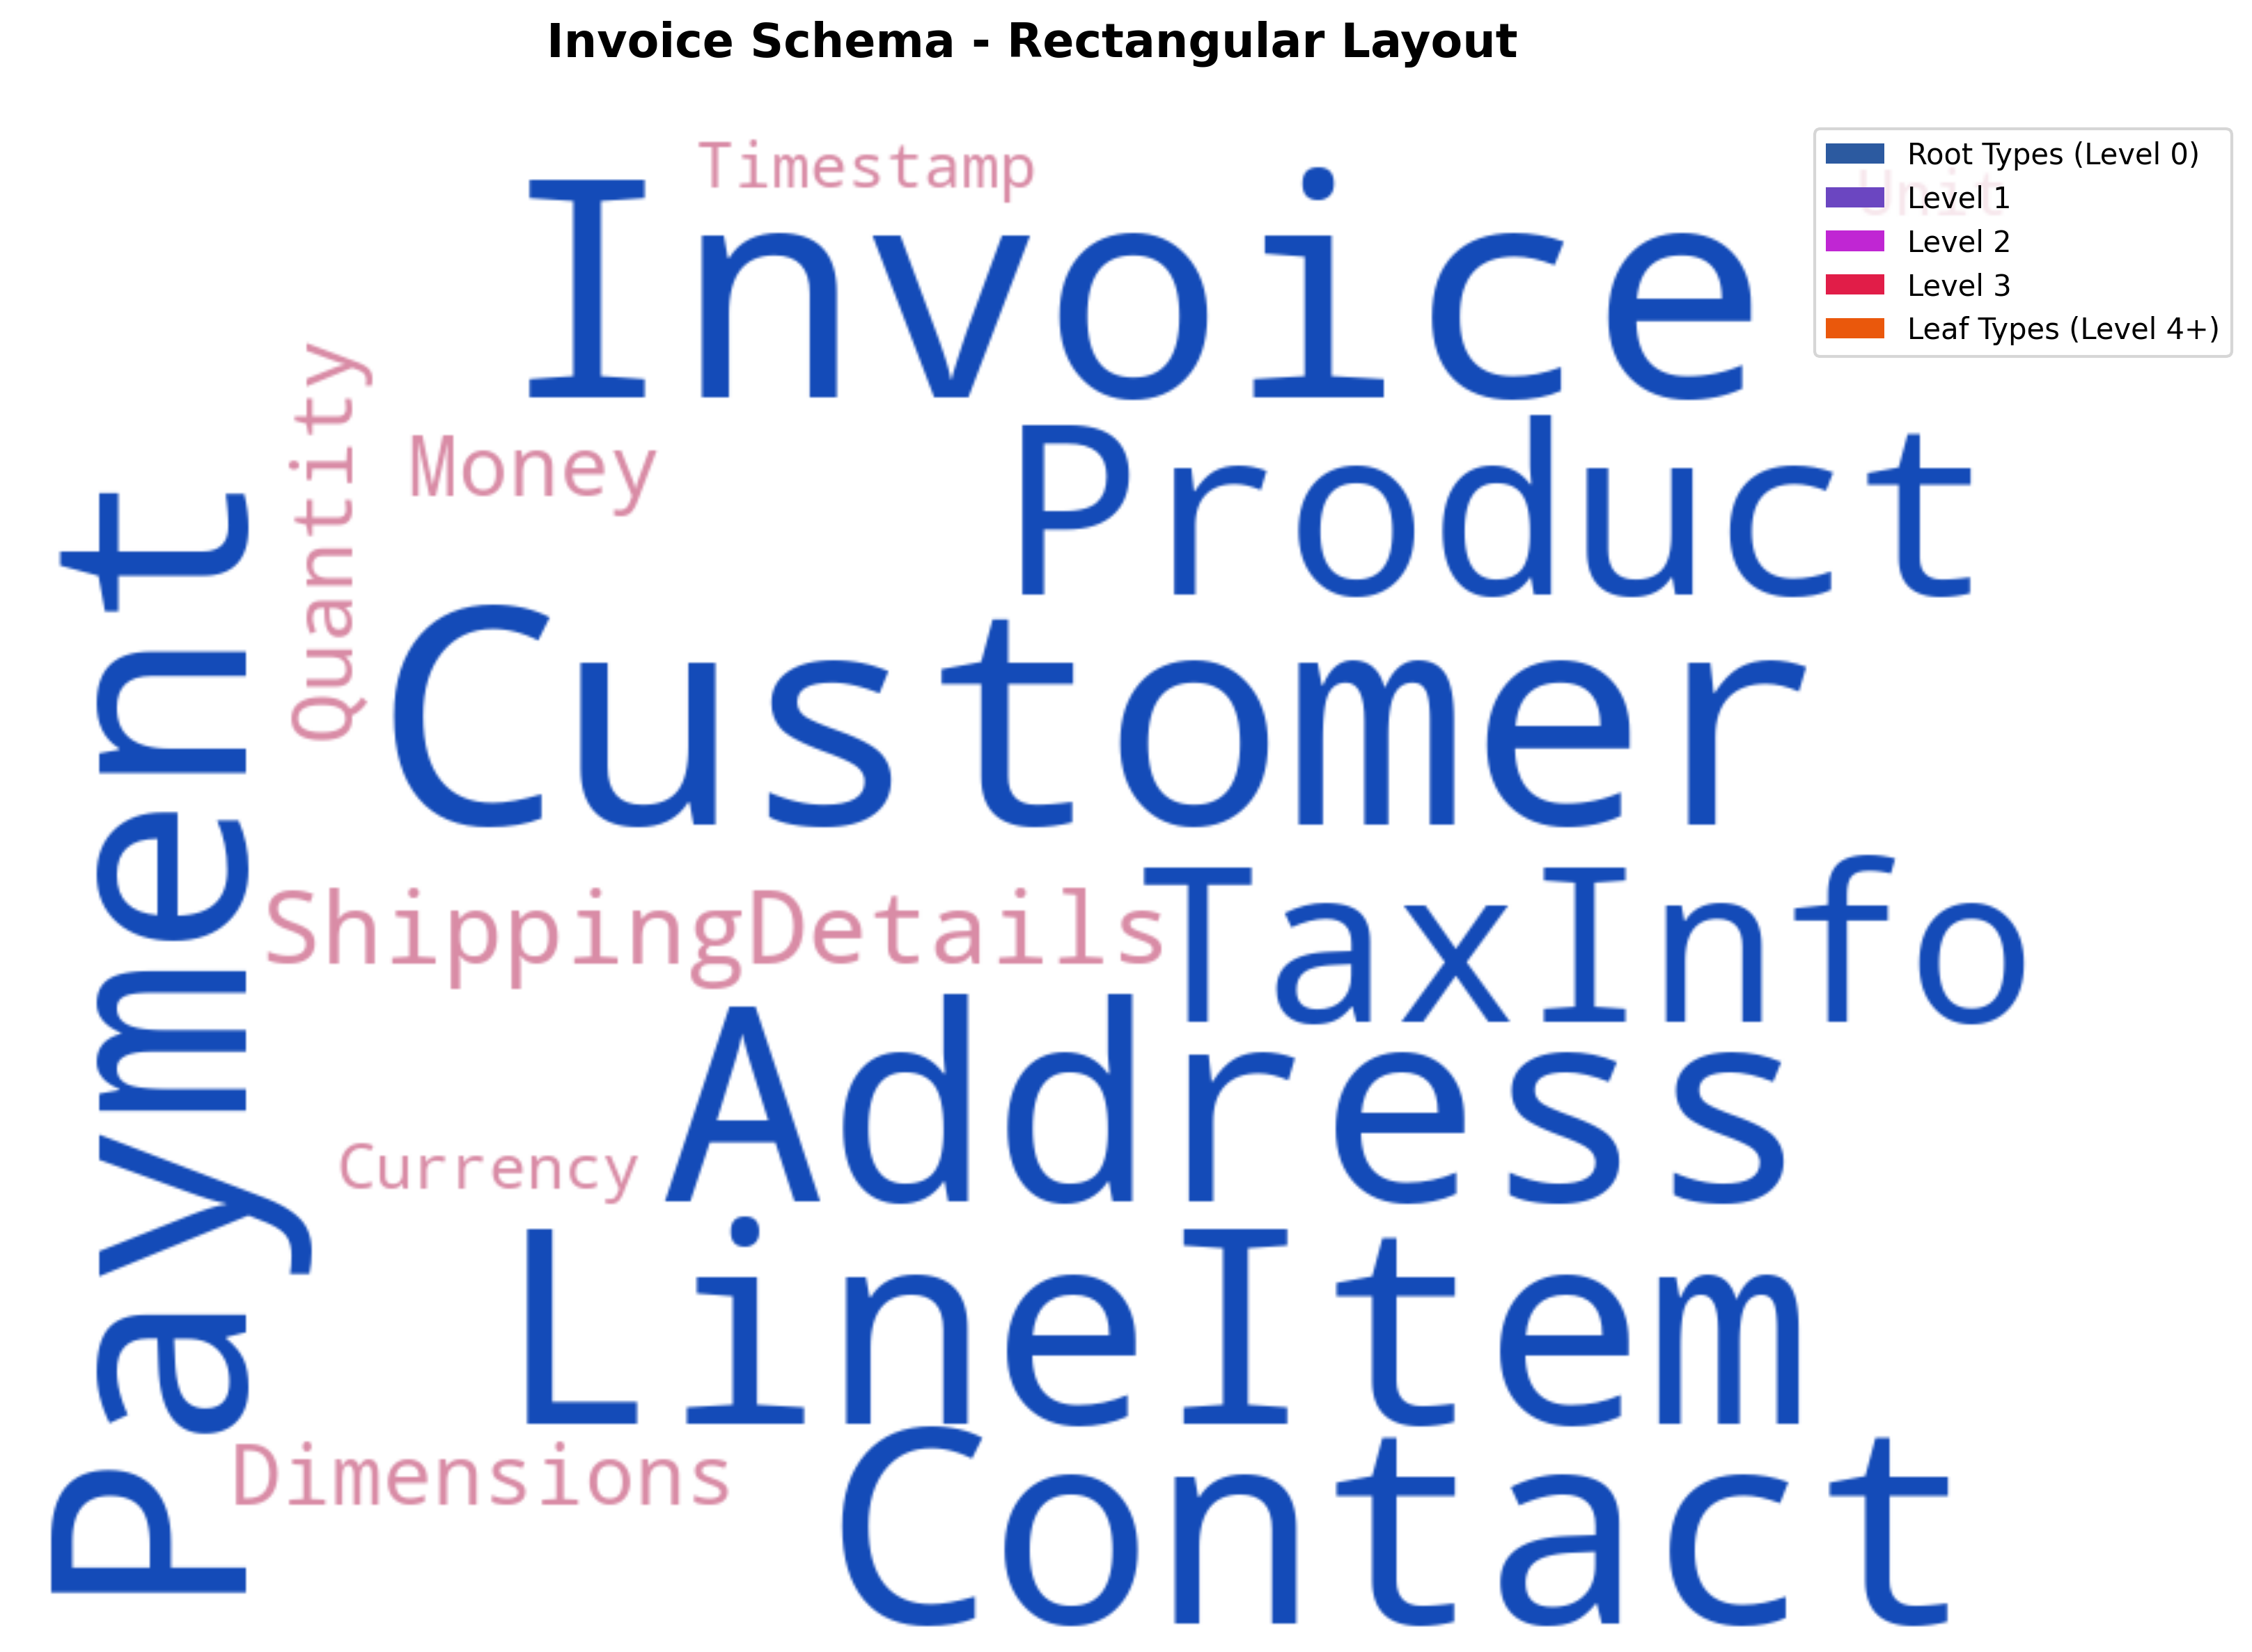 Invoice Schema - Rectangular Layout
Timestamp
Invoice
Root Types (Level 0)
Unit
Level 1
Level 2
Level 3
Leaf Types (Level 4+)
Quantity
Money
Product
Payment
Customer
ShippingDetails
TaxInfo
Address
Currency
LineItem
Dimensions
Contact